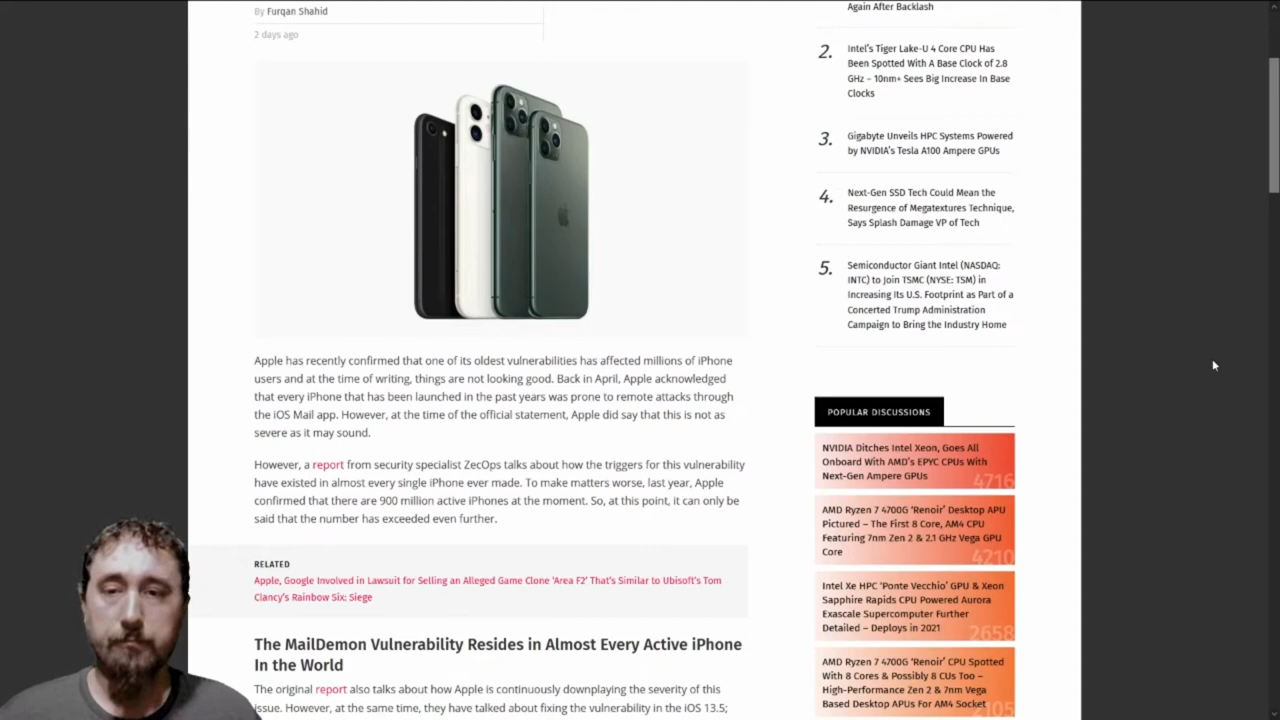 By Furqan Shahid
2 days ago
Apple has recently confirmed that one of its oldest vulnerabilities has affected millions of iPhone
users and at the time of writing, things are not looking good. Back in April, Apple acknowledged
that every iPhone that has been launched in the past years was prone to remote attacks through
the iOS Mail app. However, at the time of the official statement, Apple did say that this is not as
severe as it may sound.
However, a report from security specialist ZecOps talks about how the triggers for this vulnerability
have existed in almost every single iPhone ever made. To make matters worse, last year, Apple
confirmed that there are 900 million active iPhones at the moment. So, at this point, it can only be
said that the number has exceeded even further.
RELATED
Apple, Google Involved in Lawsuit for Selling an Alleged Game Clone 'Area F2' That's Similar to Ubisoft's Tom
Clancy's Rainbow Six: Siege
The MailDemon Vulnerability Resides in Almost Every Active iPhone
In the World
The original report also talks about how Apple is continuously downplaying the severity of this
issue. However, at the same time, they have talked about fixing the vulnerability in the iOS 13.5;
Again After Backlash
2.
Intel's Tiger Lake-U 4 Core CPU Has
Been Spotted With A Base Clock of 2.8
GHz – 10nm+ Sees Big Increase In Base
Clocks
3.
Gigabyte Unveils HPC Systems Powered
by NVIDIA's Tesla A100 Ampere GPUs
4.
Next-Gen SSD Tech Could Mean the
Resurgence of Megatextures Technique,
Says Splash Damage VP of Tech
5.
Semiconductor Giant Intel (NASDAQ:
INTC) to Join TSMC (NYSE: TSM) in
Increasing Its U.S. Footprint as Part of a
Concerted Trump Administration
Campaign to Bring the Industry Home
POPULAR DISCUSSIONS
NVIDIA Ditches Intel Xeon, Goes All
Onboard With AMD's EPYC CPUs With
Next-Gen Ampere GPUs
4716
AMD Ryzen 7 4700G 'Renoir' Desktop APU
Pictured – The First 8 Core, AM4 CPU
Featuring 7nm Zen 2 & 2.1 GHz Vega GPU
Core
4210
Intel Xe HPC 'Ponte Vecchio' GPU & Xeon
Sapphire Rapids CPU Powered Aurora
Exascale Supercomputer Further
Detailed – Deploys in 2021
2658
AMD Ryzen 7 4700G 'Renoir' CPU Spotted
With 8 Cores & Possibly 8 CUs Too –
High-Performance Zen 2 & 7nm Vega
Based Desktop APUs For AM4 Socket
2105